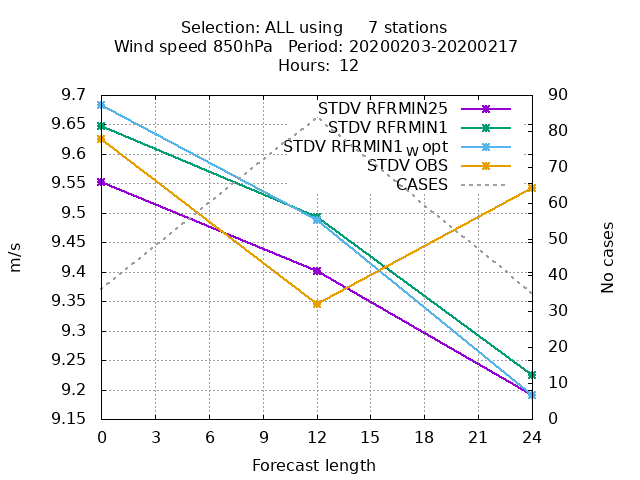 Selection: ALL using 7 stations
Wind speed 850hPa Period: 20200203-20200217
Hours: 12
9.7
9.65
9.6
9.55
9.5
9.45
9.4
9.35
9.3
9.25
9.2
9.15
m/s
STDV RFRMIN25
STDV RFRMIN1
STDV RFRMIN1wopt
STDV OBS
CASES
90
80
70
60
50
40
30
20
10
0
No cases
0 3 6 9 12 15 18 21 24
Forecast length